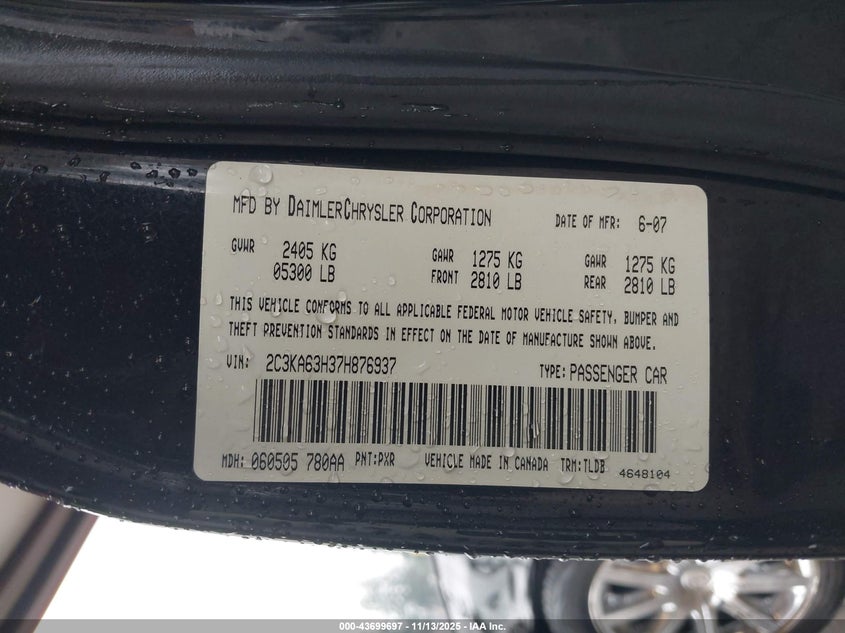 MFD BY DAIMLERCHRYSLER CORPORATION DATE OF MFR: 6-07
GVWR 2405 KG GAWR 1275 KG GAWR 1275 KG
05300 LB FRONT 2810 LB REAR 2810 LB
THIS VEHICLE CONFORMS TO ALL APPLICABLE FEDERAL MOTOR VEHICLE SAFETY, BUMPER AND
THEFT PREVENTION STANDARDS IN EFFECT ON THE DATE OF MANUFACTURE SHOWN ABOVE.
VIN: 2C3KA63H37H876937 TYPE: PASSENGER CAR
MDH: 060505 780AA PNT:PXR VEHICLE MADE IN CANADA TRM:TLDB 4648104
000-43699697 - 11/13/2025 - IAA Inc.